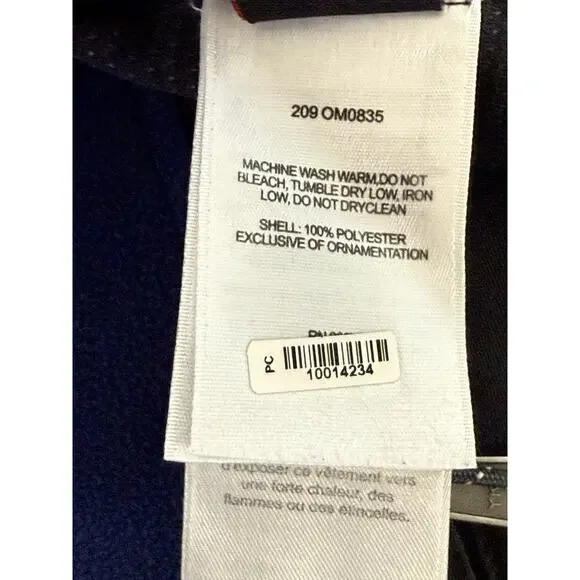 209 OM0835
MACHINE WASH WARM,DO NOT
BLEACH, TUMBLE DRY LOW, IRON
LOW, DO NOT DRYCLEAN
SHELL: 100% POLYESTER
EXCLUSIVE OF ORNAMENTATION
PC
10014234
d'exposer ce vêtement vers
une forte chaleur, des
flammes ou des étincelles.